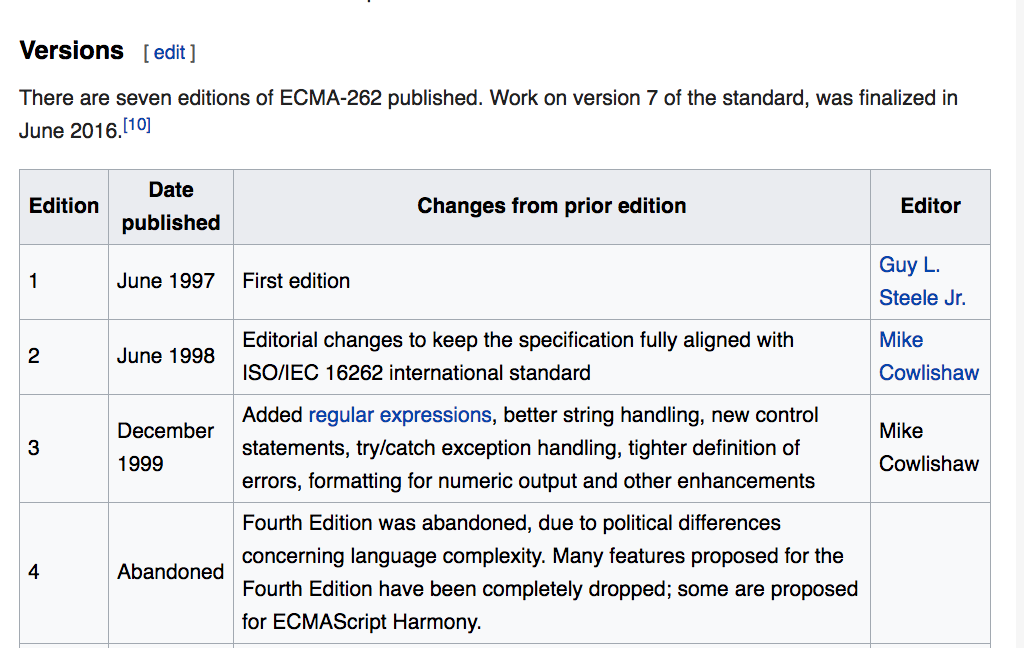 Versions [ edit ]
There are seven editions of ECMA-262 published. Work on version 7 of the standard, was finalized in
June 2016.[10]
Edition
Date
published
Changes from prior edition
Editor
1
June 1997
First edition
Guy L.
Steele Jr.
2
June 1998
Editorial changes to keep the specification fully aligned with
ISO/IEC 16262 international standard
Mike
Cowlishaw
3
December
1999
Added regular expressions, better string handling, new control
statements, try/catch exception handling, tighter definition of
errors, formatting for numeric output and other enhancements
Mike
Cowlishaw
4
Abandoned
Fourth Edition was abandoned, due to political differences
concerning language complexity. Many features proposed for the
Fourth Edition have been completely dropped; some are proposed
for ECMAScript Harmony.